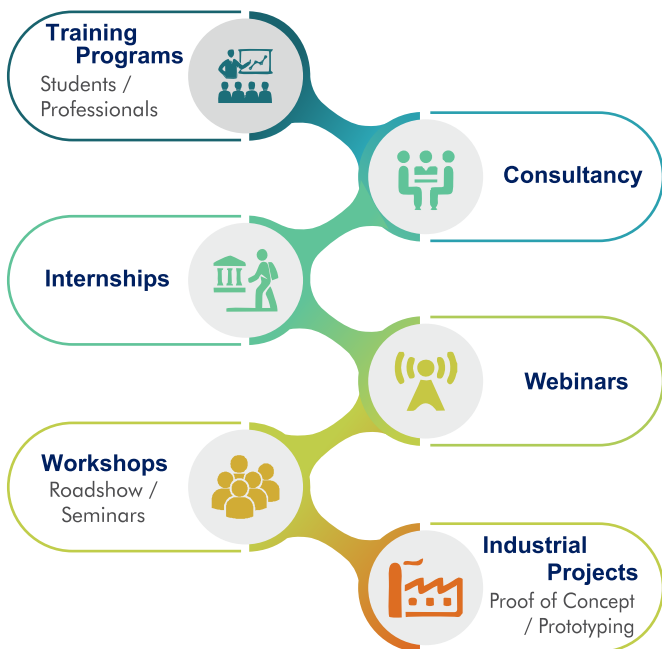 Training
Programs
Students /
Professionals
Consultancy
Internships
Webinars
Workshops
Roadshow /
Seminars
Industrial
Projects
Proof of Concept
/ Prototyping